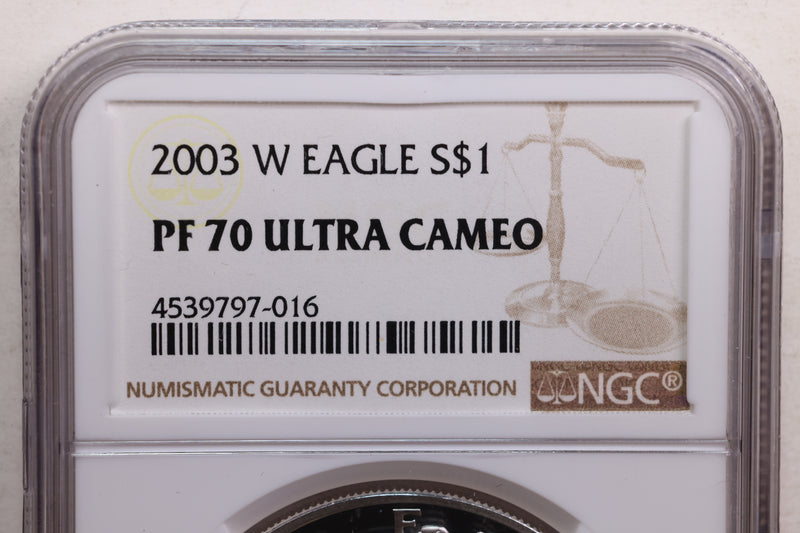 2003 W EAGLE S$1
PF 70 ULTRA CAMEO
4539797-016
NUMISMATIC GUARANTY CORPORATION
NGC®